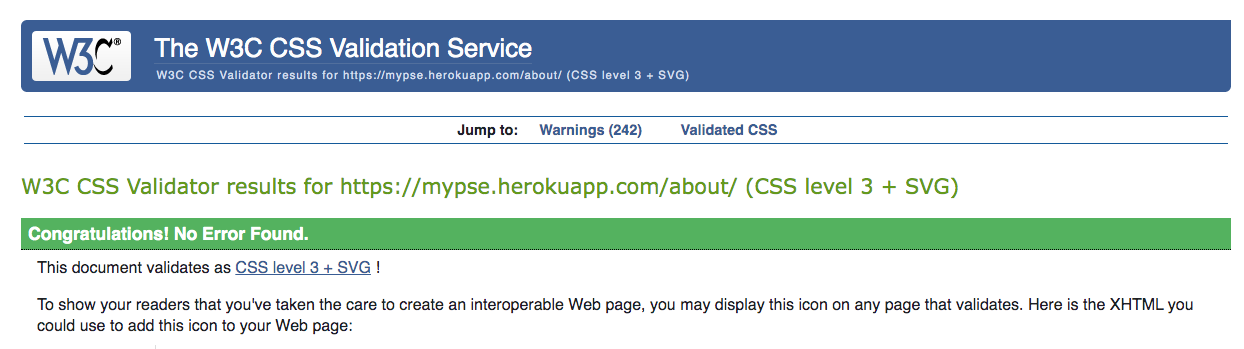 W3C® The W3C CSS Validation Service
W3C CSS Validator results for https://mypse.herokuapp.com/about/ (CSS level 3 + SVG)
Jump to: Warnings (242) Validated CSS
W3C CSS Validator results for https://mypse.herokuapp.com/about/ (CSS level 3 + SVG)
Congratulations! No Error Found.
This document validates as CSS level 3 + SVG !
To show your readers that you've taken the care to create an interoperable Web page, you may display this icon on any page that validates. Here is the XHTML you
could use to add this icon to your Web page: